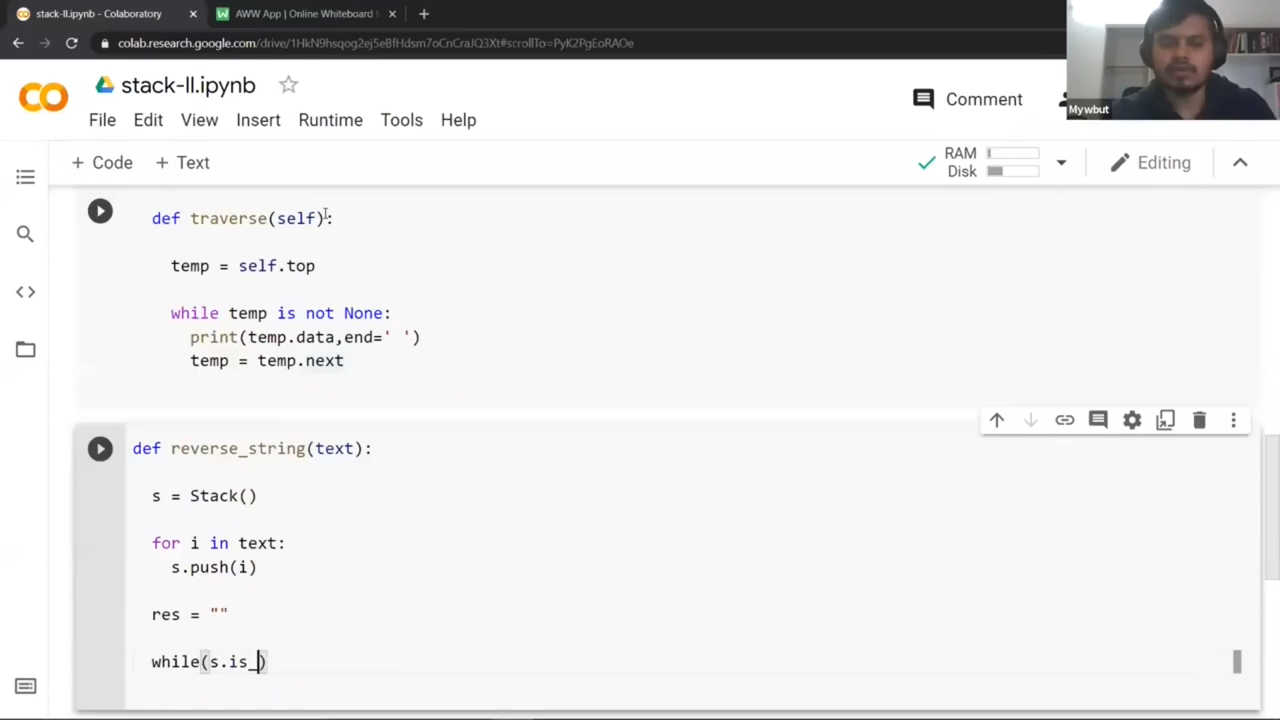 stack-ll.ipynb - Colaboratory
AWW App | Online Whiteboard
colab.research.google.com/drive/1HkN9hsqog2ej5eBfHdsm7oCnCraJQ3Xt#scrollTo=PyK2PgEoRAOe
Mywbut
stack-ll.ipynb
Comment
File Edit View Insert Runtime Tools Help
+ Code + Text
RAM
Disk
Editing
def traverse(self):
temp = self.top
while temp is not None:
print(temp.data,end=' ')
temp = temp.next
def reverse_string(text):
s = Stack()
for i in text:
s.push(i)
res = ""
while(s.is_)